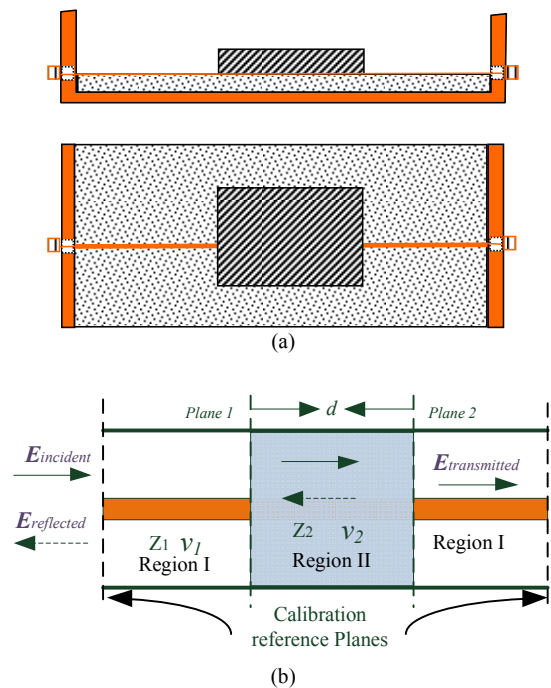 (a)
Plane 1
d
Plane 2
Eincident
Etransmitted
Ereflected
Z1 v1
Region I
Z2 v2
Region II
Region I
Calibration
reference Planes
(b)